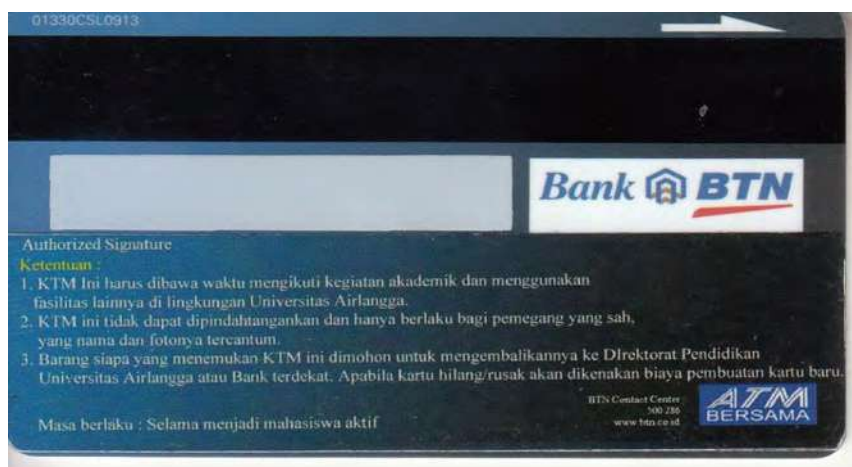 01330CSL0913
Bank BTN
Authorized Signature
Ketentuan :
1. KTM Ini harus dibawa waktu mengikuti kegiatan akademik dan menggunakan
fasilitas lainnya di lingkungan Universitas Airlangga.
2. KTM ini tidak dapat dipindahtangankan dan hanya berlaku bagi pemegang yang sah,
yang nama dan fotonya tercantum.
3. Barang siapa yang menemukan KTM ini dimohon untuk mengembalikannya ke DIrektorat Pendidikan
Universitas Airlangga atau Bank terdekat. Apabila kartu hilang/rusak akan dikenakan biaya pembuatan kartu baru.
BTN Contact Center
500 286
www btn co id
ATM
BERSAMA
Masa berlaku : Selama menjadi mahasiswa aktif